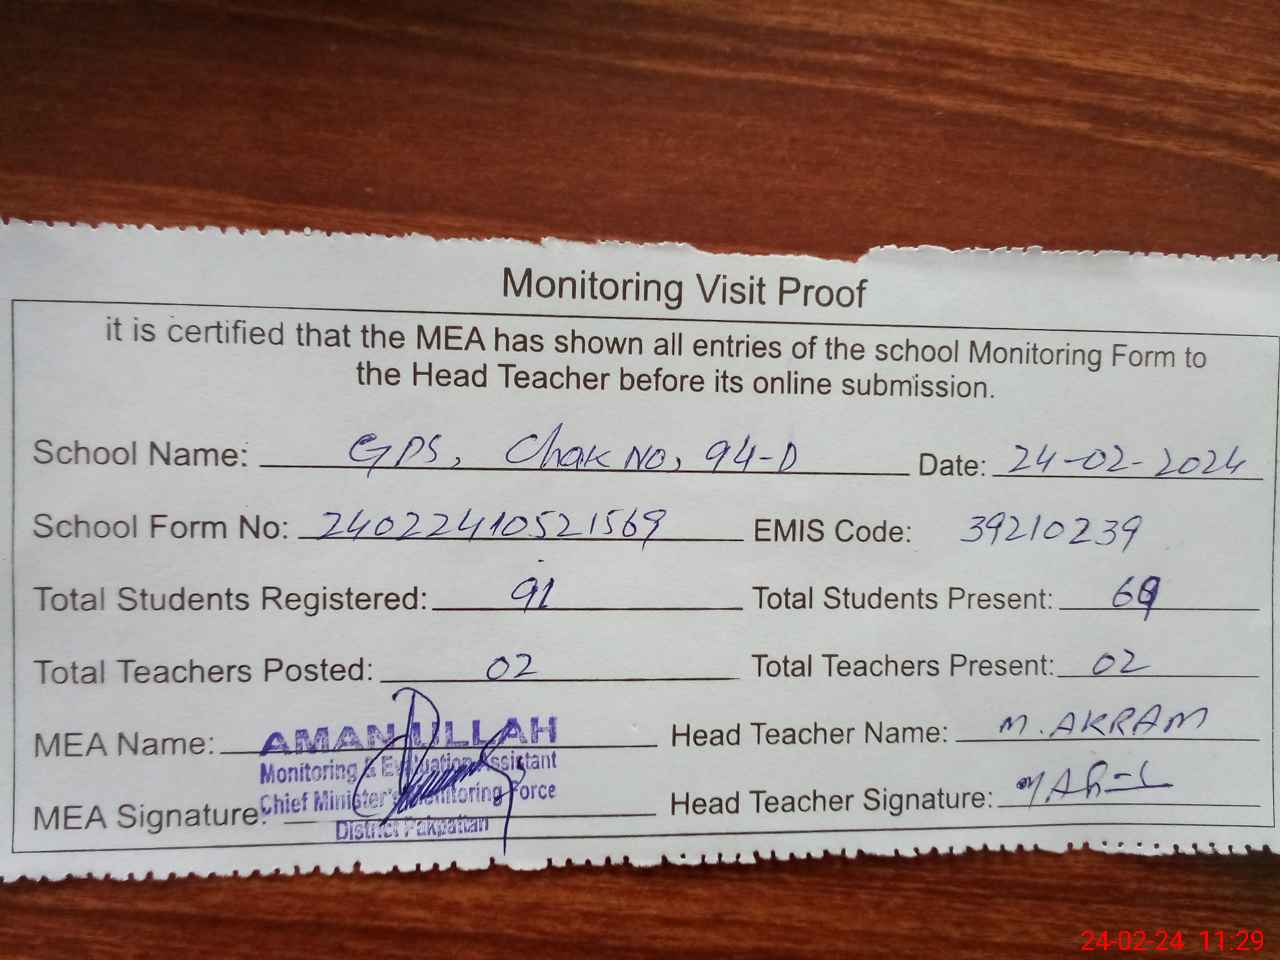 Monitoring Visit Proof
it is certified that the MEA has shown all entries of the school Monitoring Form to
the Head Teacher before its online submission.
School Name: GPS, Chak No, 94-D Date: 24-02-2024
School Form No: 24022410521569 EMIS Code: 39210239
Total Students Registered: 91 Total Students Present: 69
Total Teachers Posted: 02 Total Teachers Present: 02
MEA Name: AMAN ULLAH Head Teacher Name: M. AKRAM
Monitoring & Evaluation Assistant
Chief Minister's Monitoring Force
MEA Signature: Head Teacher Signature:
District Pakpattan
24-02-24 11:29